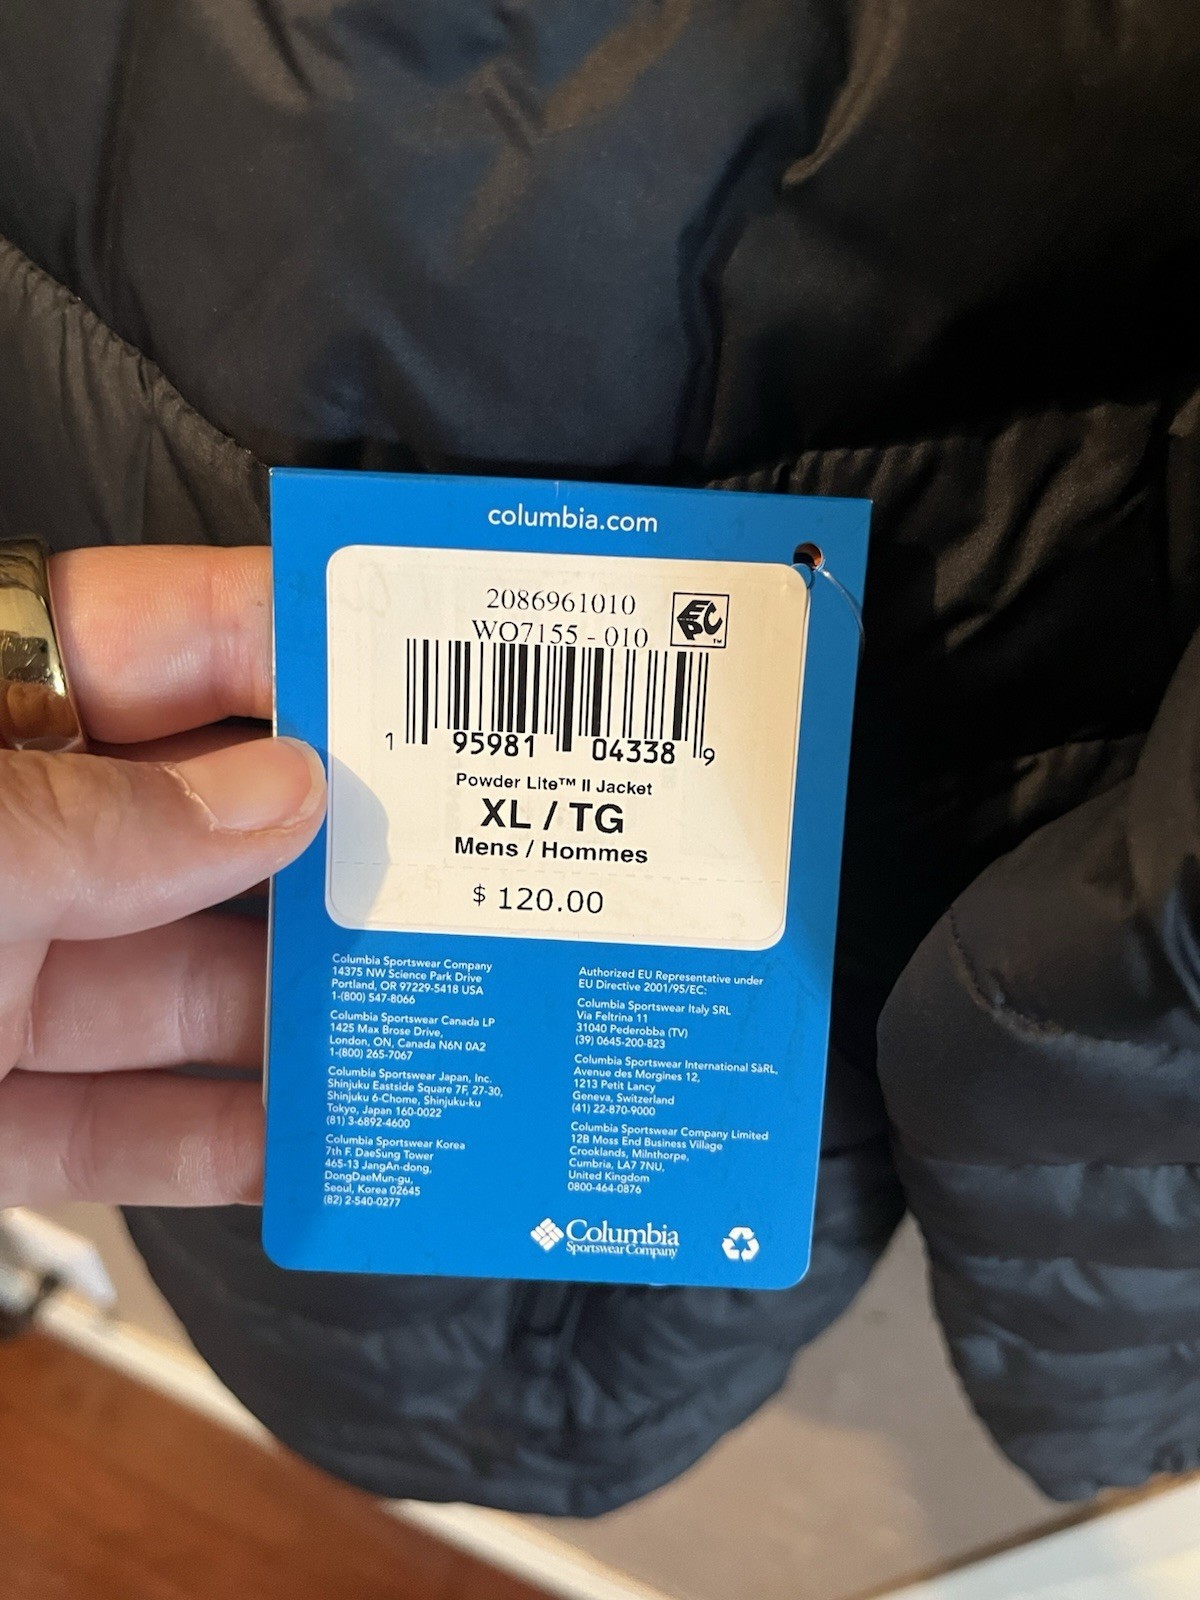 columbia.com
2086961010
WO7155 - 010
EPC
TM
1 95981 04338 9
Powder Lite™ II Jacket
XL / TG
Mens / Hommes
$ 120.00
Columbia Sportswear Company
14375 NW Science Park Drive
Portland, OR 97229-5418 USA
1-(800) 547-8066
Columbia Sportswear Canada LP
1425 Max Brose Drive,
London, ON, Canada N6N 0A2
1-(800) 265-7067
Columbia Sportswear Japan, Inc.
Shinjuku Eastside Square 7F, 27-30,
Shinjuku 6-Chome, Shinjuku-ku
Tokyo, Japan 160-0022
(81) 3-6892-4600
Columbia Sportswear Korea
7th F. DaeSung Tower
465-13 JangAn-dong,
DongDaeMun-gu,
Seoul, Korea 02645
(82) 2-540-0277
Authorized EU Representative under
EU Directive 2001/95/EC:
Columbia Sportswear Italy SRL
Via Feltrina 11
31040 Pederobba (TV)
(39) 0645-200-823
Columbia Sportswear International SàRL,
Avenue des Morgines 12,
1213 Petit Lancy
Geneva, Switzerland
(41) 22-870-9000
Columbia Sportswear Company Limited
12B Moss End Business Village
Crooklands, Milnthorpe,
Cumbria, LA7 7NU,
United Kingdom
0800-464-0876
Columbia
Sportswear Company